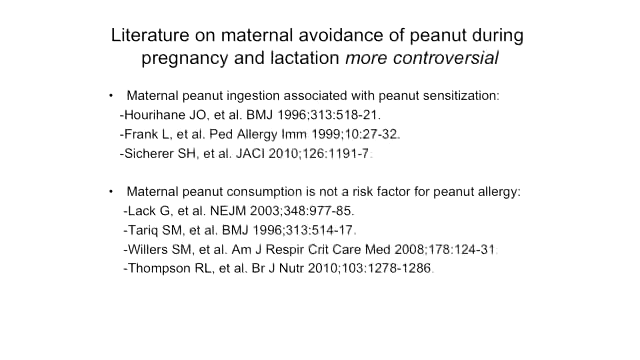 Literature on maternal avoidance of peanut during
pregnancy and lactation more controversial
• Maternal peanut ingestion associated with peanut sensitization:
-Hourihane JO, et al. BMJ 1996;313:518-21.
-Frank L, et al. Ped Allergy Imm 1999;10:27-32.
-Sicherer SH, et al. JACI 2010;126:1191-7.
• Maternal peanut consumption is not a risk factor for peanut allergy:
-Lack G, et al. NEJM 2003;348:977-85.
-Tariq SM, et al. BMJ 1996;313:514-17.
-Willers SM, et al. Am J Respir Crit Care Med 2008;178:124-31.
-Thompson RL, et al. Br J Nutr 2010;103:1278-1286.